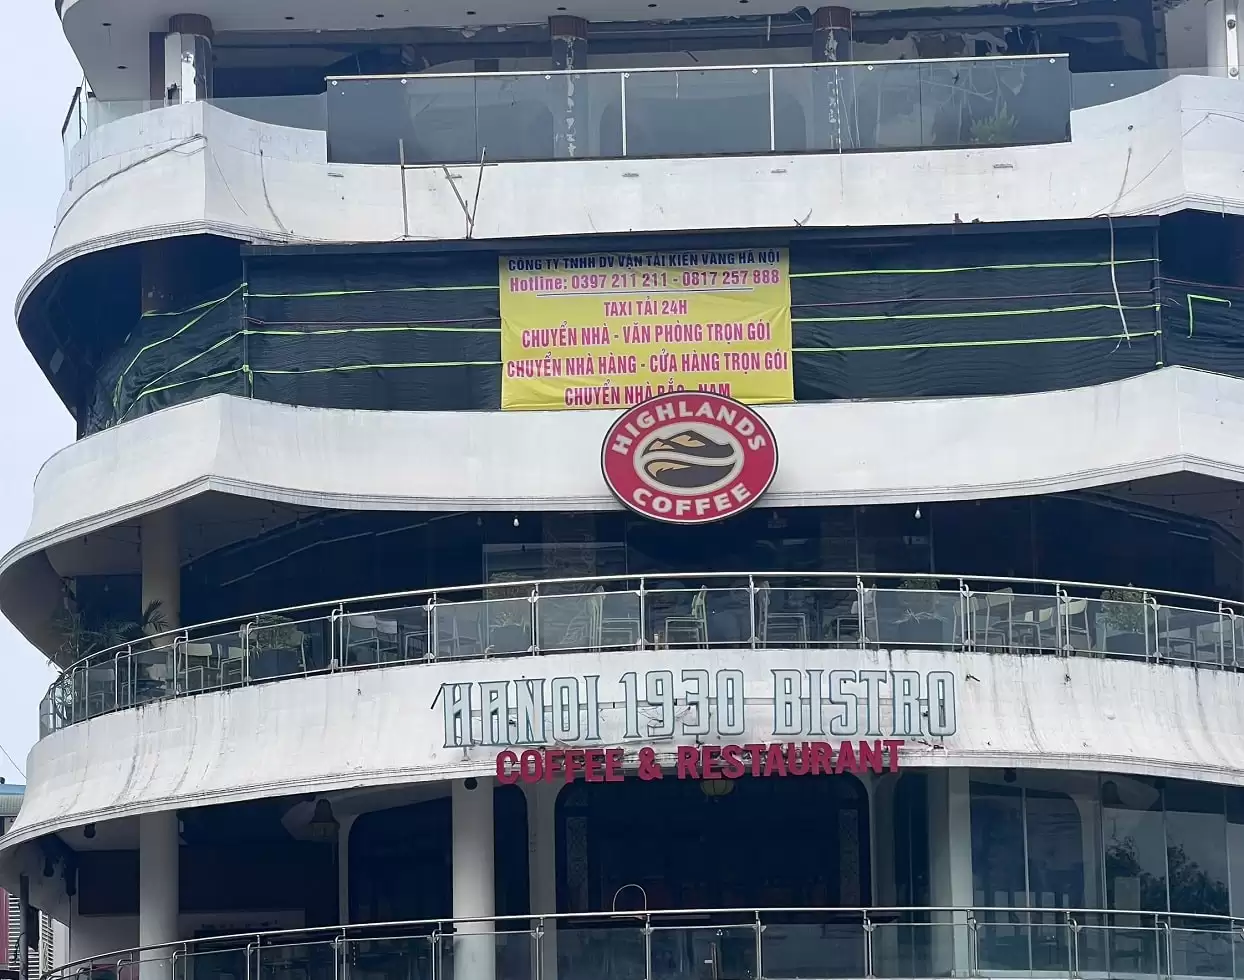 CÔNG TY TNHH DV VẬN TẢI KIẾN VÀNG HÀ NỘI
Hotline: 0397 211 211 - 0817 257 888
TAXI TẢI 24H
CHUYỂN NHÀ - VĂN PHÒNG TRỌN GÓI
CHUYỂN NHÀ HÀNG - CỬA HÀNG TRỌN GÓI
CHUYỂN NHÀ BẮC - NAM
HIGHLANDS
COFFEE
HANOI 1930 BISTRO
COFFEE & RESTAURANT